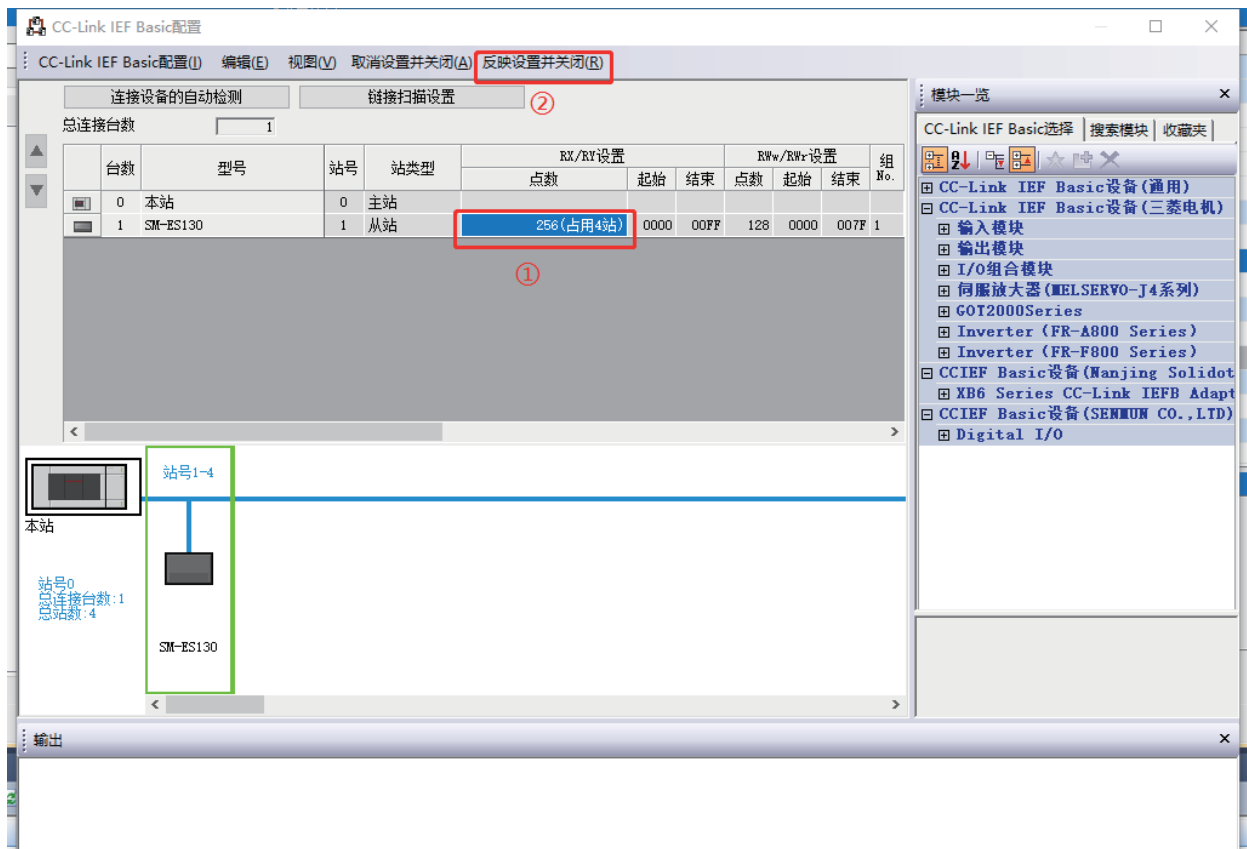 CC-Link IEF Basic配置
CC-Link IEF Basic配置(I) 编辑(E) 视图(V) 取消设置并关闭(A) 反映设置并关闭(R)
②
连接设备的自动检测 链接扫描设置
总连接台数 1
台数 型号 站号 站类型 RX/RY设置 RWw/RWr设置 组No.
点数 起始 结束 点数 起始 结束
0 本站 0 主站
1 SM-ES130 1 从站 256(占用4站) 0000 00FF 128 0000 007F 1
①
站号1-4
本站
站号0
总连接台数:1
总站数:4
SM-ES130
模块一览
CC-Link IEF Basic选择 搜索模块 收藏夹
CC-Link IEF Basic设备(通用)
CC-Link IEF Basic设备(三菱电机)
输入模块
输出模块
I/O组合模块
伺服放大器(MELSERVO-J4系列)
GOT2000Series
Inverter (FR-A800 Series)
Inverter (FR-F800 Series)
CCIEF Basic设备(Nanjing Solidot
XB6 Series CC-Link IEFB Adapt
CCIEF Basic设备(SENMUN CO.,LTD)
Digital I/O
输出